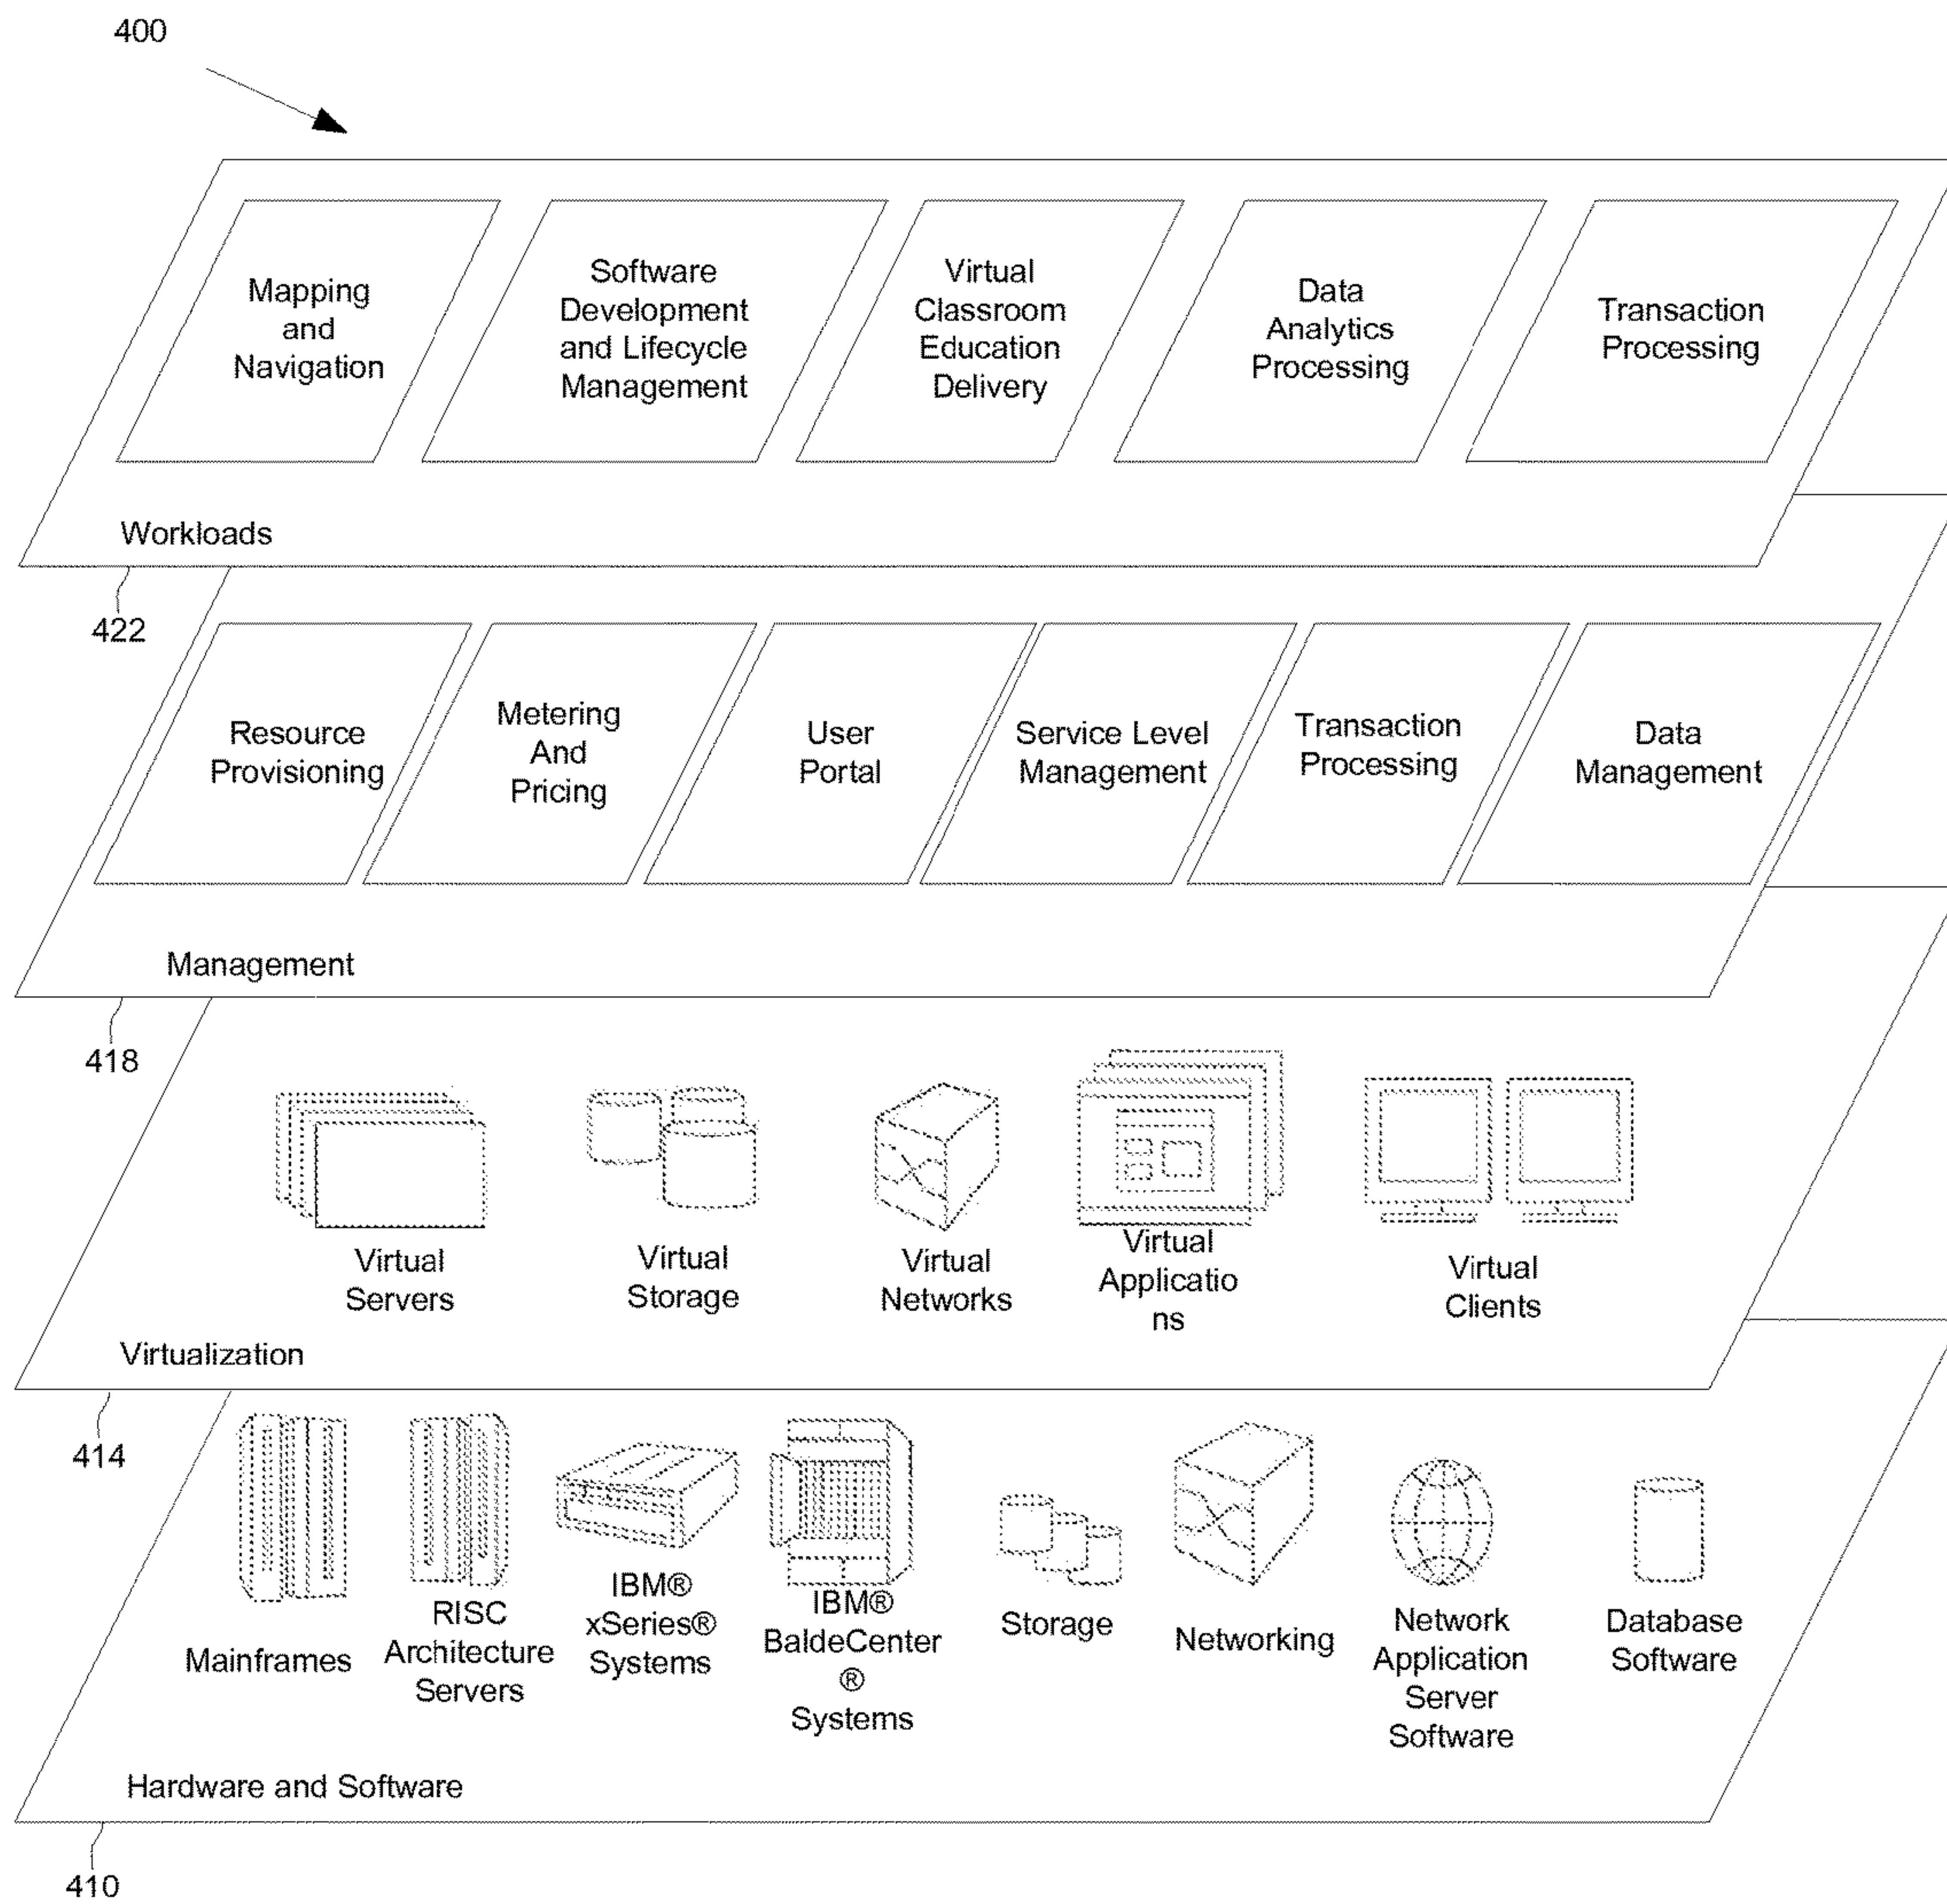 400
Mapping
and
Navigation
Software
Development
and Lifecycle
Management
Virtual
Classroom
Education
Delivery
Data
Analytics
Processing
Transaction
Processing
Workloads
422
Resource
Provisioning
Metering
And
Pricing
User
Portal
Service Level
Management
Transaction
Processing
Data
Management
Management
418
Virtual
Servers
Virtual
Storage
Virtual
Networks
Virtual
Applicatio
ns
Virtual
Clients
Virtualization
414
Mainframes
RISC
Architecture
Servers
IBM®
xSeries®
Systems
IBM®
BaldeCenter
®
Systems
Storage
Networking
Network
Application
Server
Software
Database
Software
Hardware and Software
410